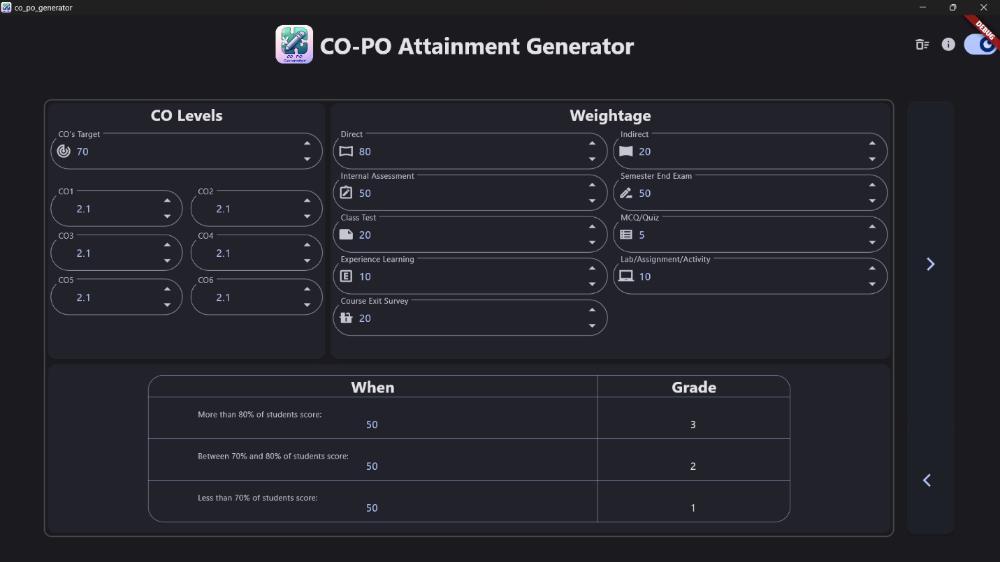 co_po_generator
DEBUG
CO PO
Generator
CO-PO Attainment Generator
CO Levels
CO's Target
70
CO1
2.1
CO2
2.1
CO3
2.1
CO4
2.1
CO5
2.1
CO6
2.1
Weightage
Direct
80
Indirect
20
Internal Assessment
50
Semester End Exam
50
Class Test
20
MCQ/Quiz
5
Experience Learning
E
10
Lab/Assignment/Activity
10
Course Exit Survey
20
When
Grade
More than 80% of students score:
50
3
Between 70% and 80% of students score:
50
2
Less than 70% of students score:
50
1